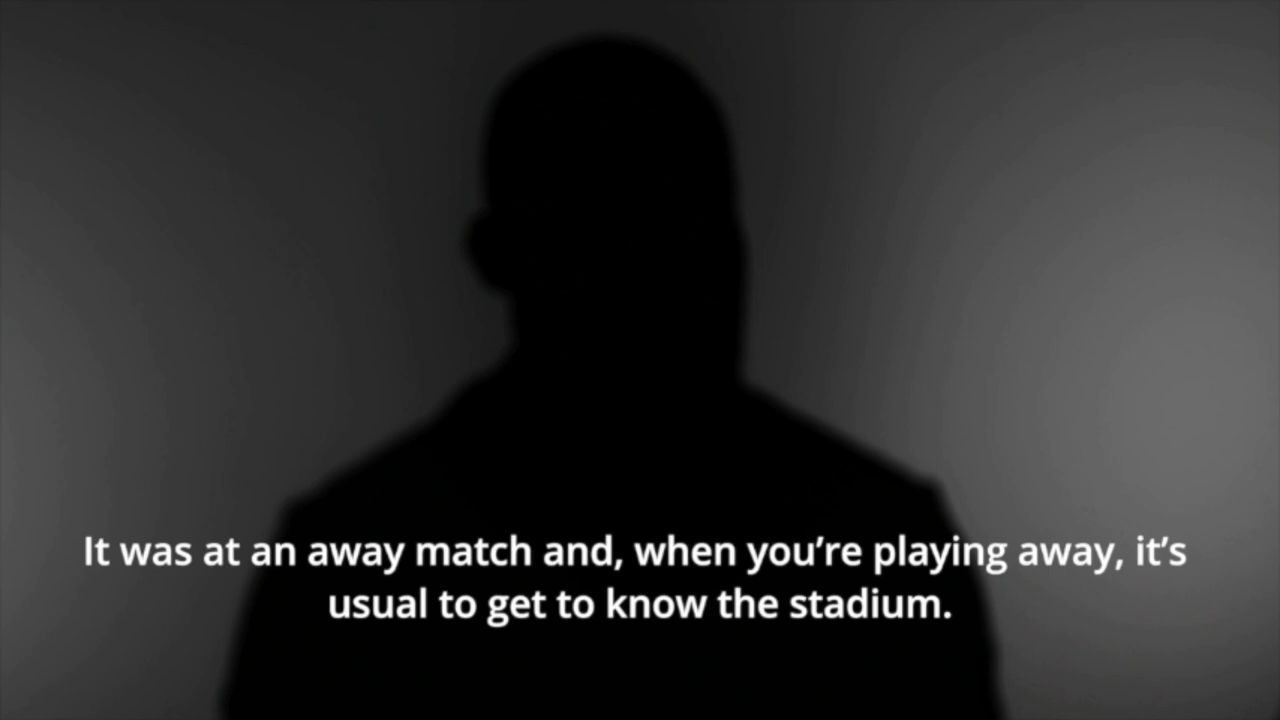 It was at an away match and, when you’re playing away, it’s
usual to get to know the stadium.